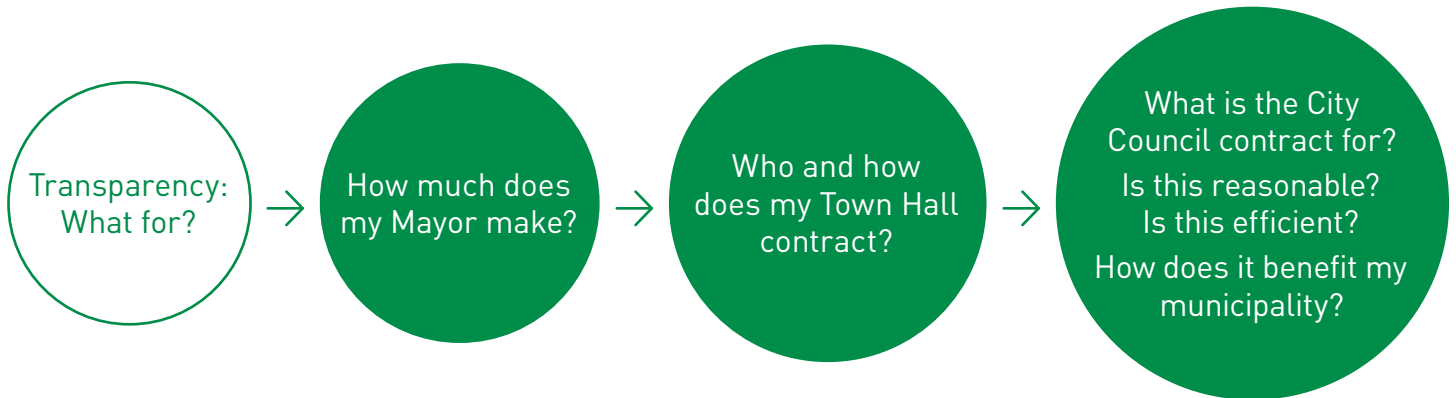 Transparency:
What for?
How much does
my Mayor make?
Who and how
does my Town Hall
contract?
What is the City
Council contract for?
Is this reasonable?
Is this efficient?
How does it benefit my
municipality?